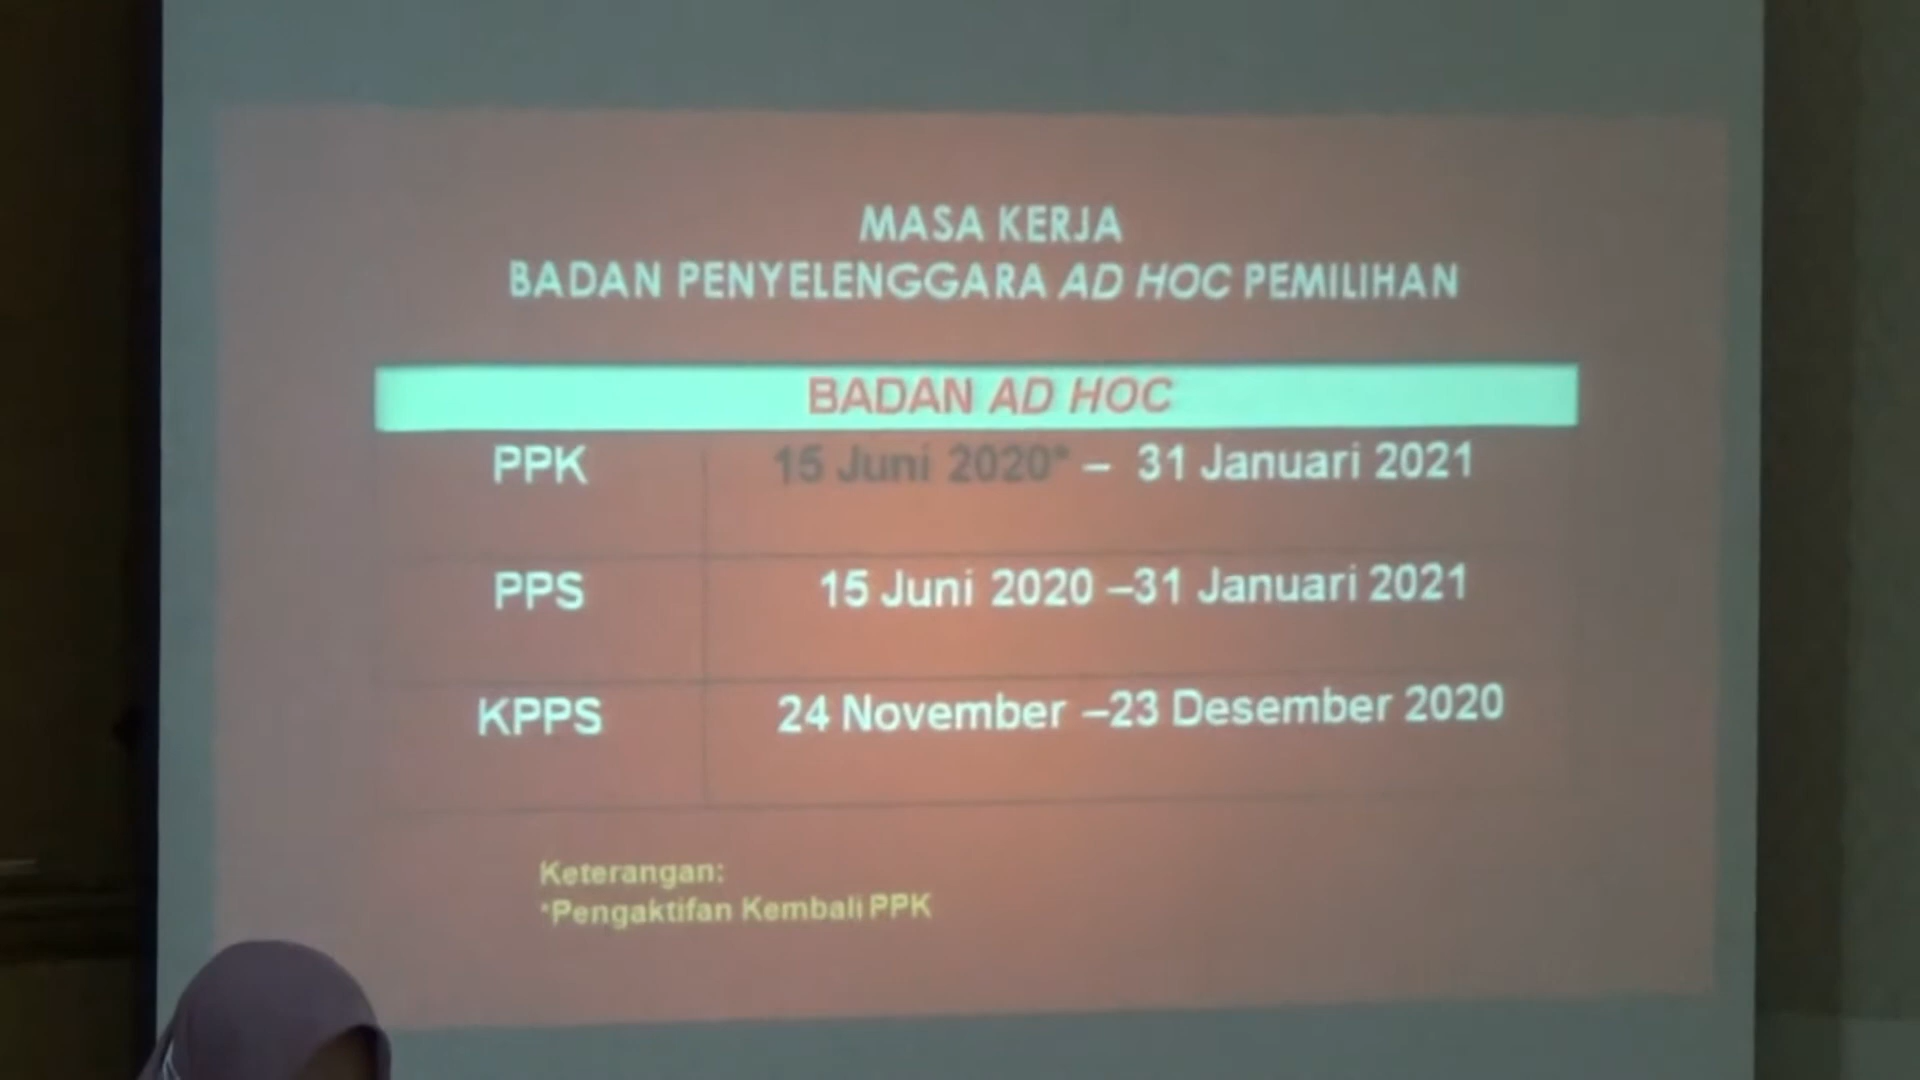 MASA KERJA
BADAN PENYELENGGARA AD HOC PEMILIHAN
BADAN AD HOC
PPK 15 Juni 2020* – 31 Januari 2021
PPS 15 Juni 2020 –31 Januari 2021
KPPS 24 November –23 Desember 2020
Keterangan:
*Pengaktifan Kembali PPK